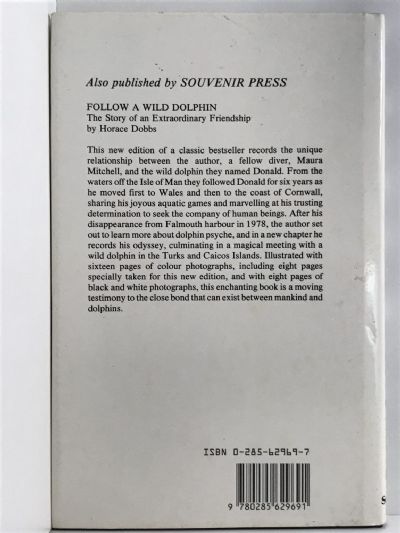 Also published by SOUVENIR PRESS
FOLLOW A WILD DOLPHIN
The Story of an Extraordinary Friendship
by Horace Dobbs
This new edition of a classic bestseller records the unique
relationship between the author, a fellow diver, Maura
Mitchell, and the wild dolphin they named Donald. From the
waters off the Isle of Man they followed Donald for six years as
he moved first to Wales and then to the coast of Cornwall,
sharing his joyous aquatic games and marvelling at his trusting
determination to seek the company of human beings. After his
disappearance from Falmouth harbour in 1978, the author set
out to learn more about dolphin psyche, and in a new chapter he
records his odyssey, culminating in a magical meeting with a
wild dolphin in the Turks and Caicos Islands. Illustrated with
sixteen pages of colour photographs, including eight pages
specially taken for this new edition, and with eight pages of
black and white photographs, this enchanting book is a moving
testimony to the close bond that can exist between mankind and
dolphins.
ISBN 0-285-62969-7
9 780285 629691